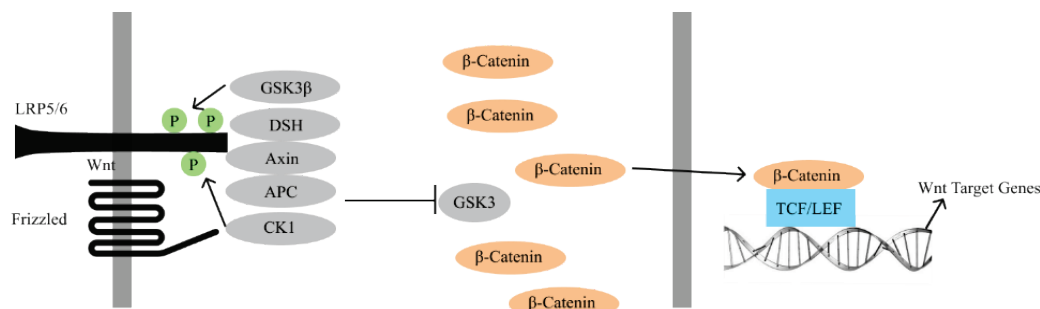 LRP5/6
Wnt
Frizzled
P
P
P
GSK3β
DSH
Axin
APC
CK1
β-Catenin
β-Catenin
β-Catenin
GSK3
β-Catenin
β-Catenin
β-Catenin
TCF/LEF
Wnt Target Genes